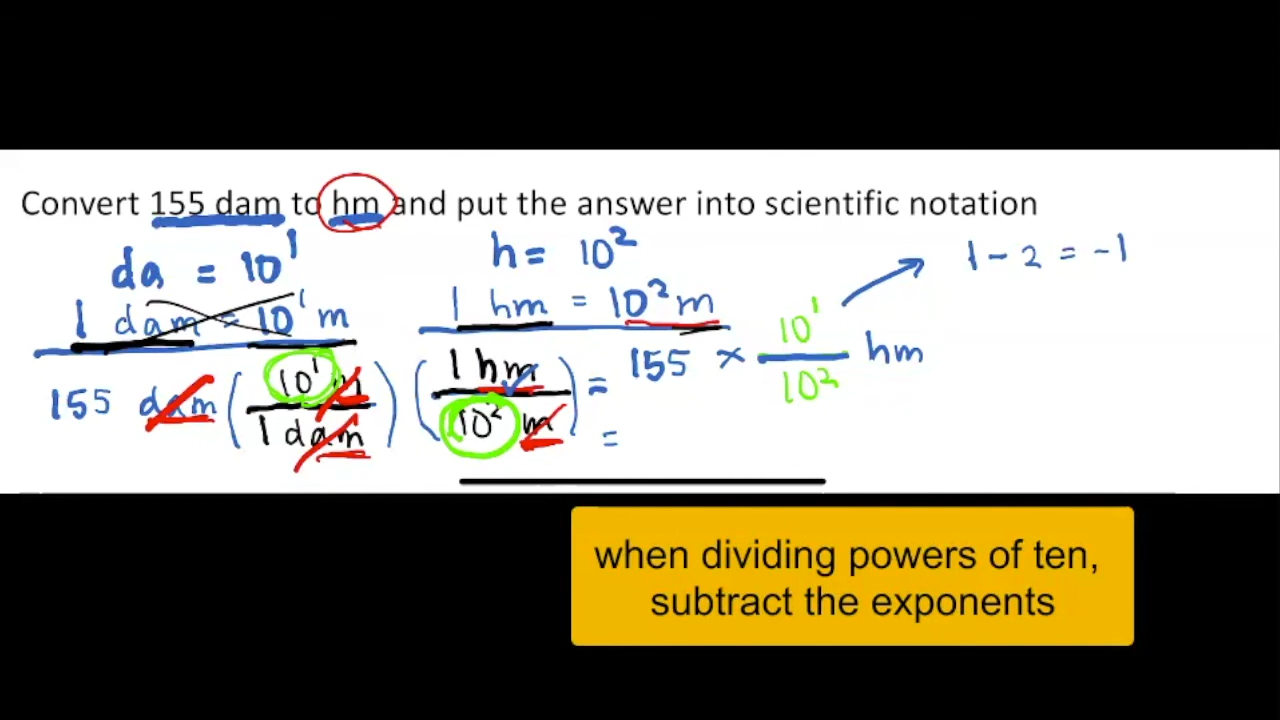 Convert 155 dam to hm and put the answer into scientific notation
da = 10¹ h = 10² 1 - 2 = -1
1 dam = 10¹ m 1 hm = 10² m
155 dam (10¹ m / 1 dam) (1 hm / 10² m) = 155 × 10¹ / 10² hm
=
when dividing powers of ten,
subtract the exponents